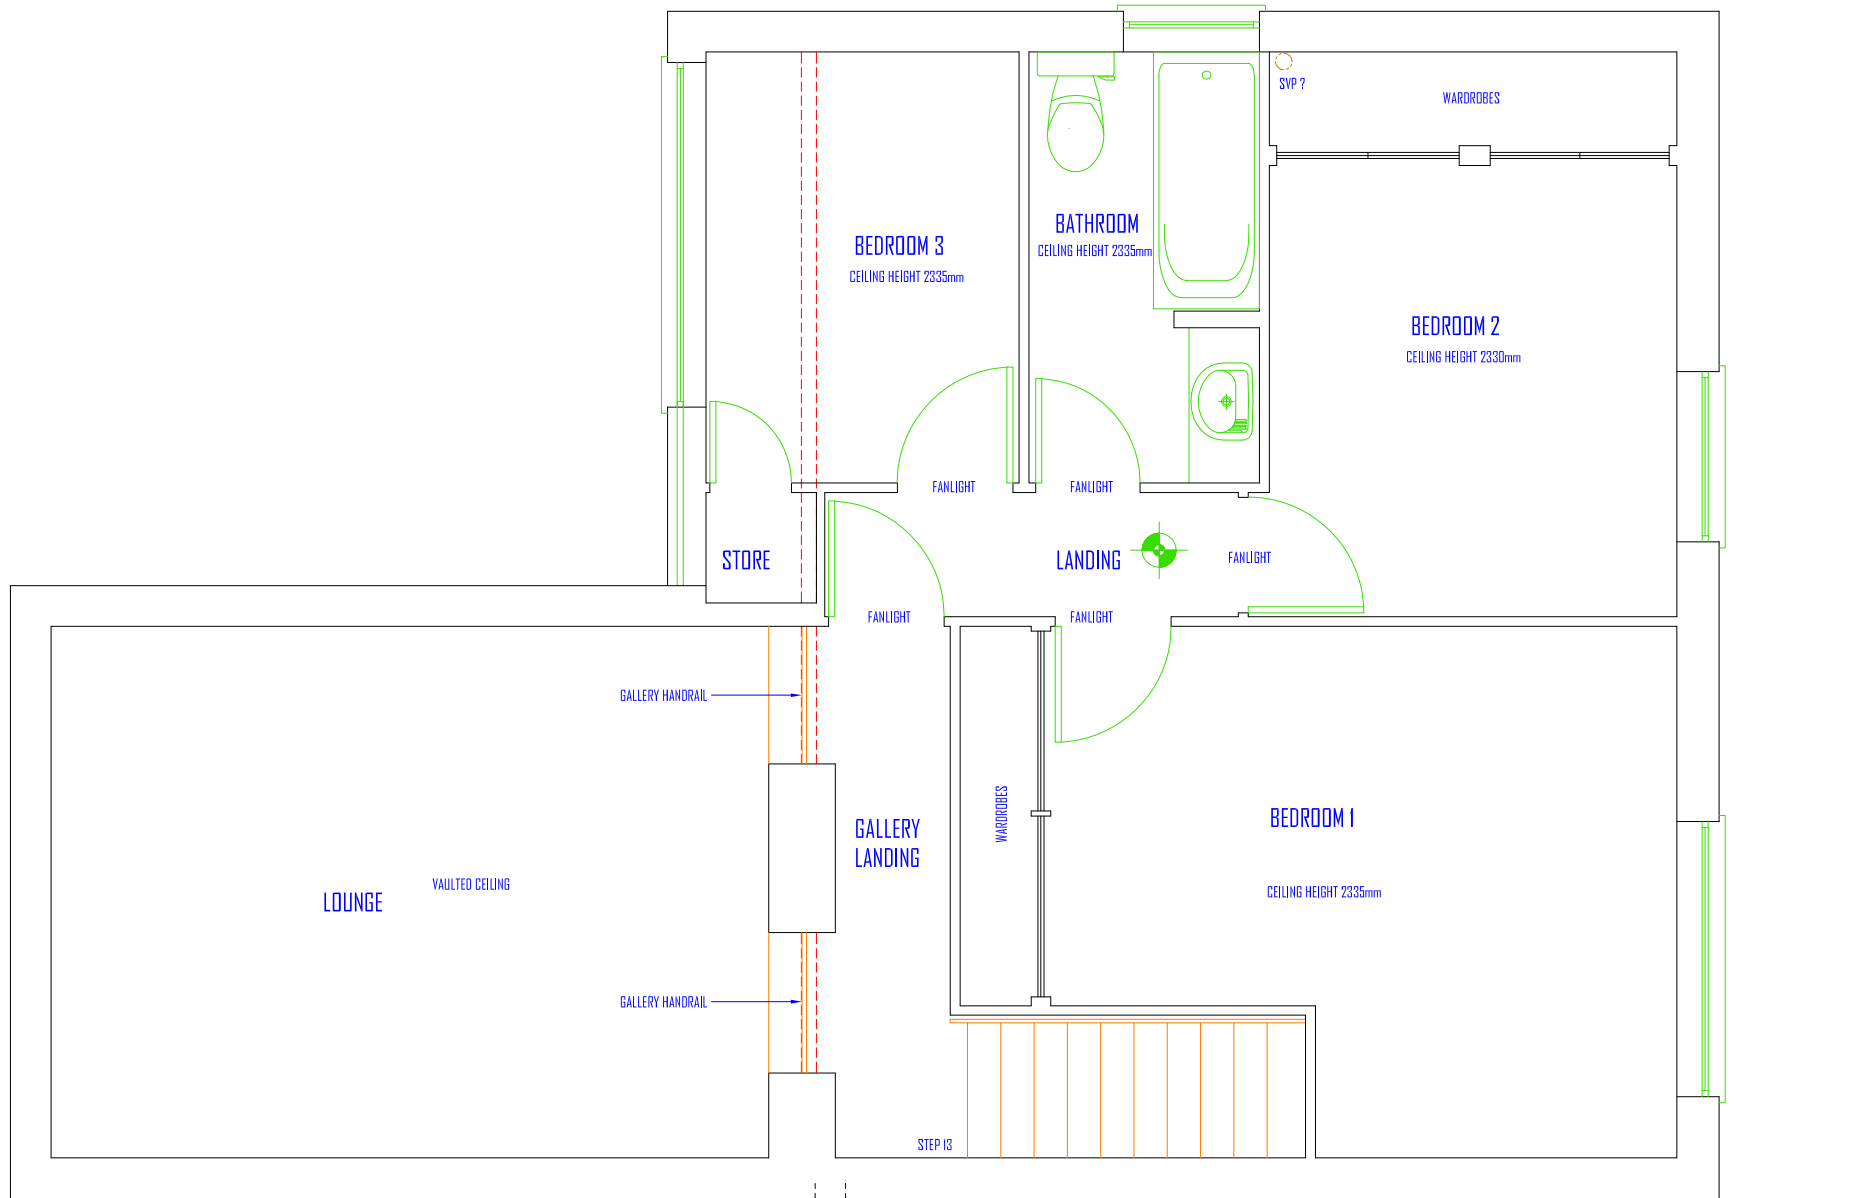 SVP ?
WARDROBES
BATHROOM
CEILING HEIGHT 2335mm
BEDROOM 3
CEILING HEIGHT 2335mm
BEDROOM 2
CEILING HEIGHT 2330mm
FANLIGHT
FANLIGHT
STORE
LANDING
FANLIGHT
FANLIGHT
FANLIGHT
GALLERY HANDRAIL
WARDROBES
BEDROOM 1
GALLERY
LANDING
LOUNGE
VAULTED CEILING
CEILING HEIGHT 2335mm
GALLERY HANDRAIL
STEP 13